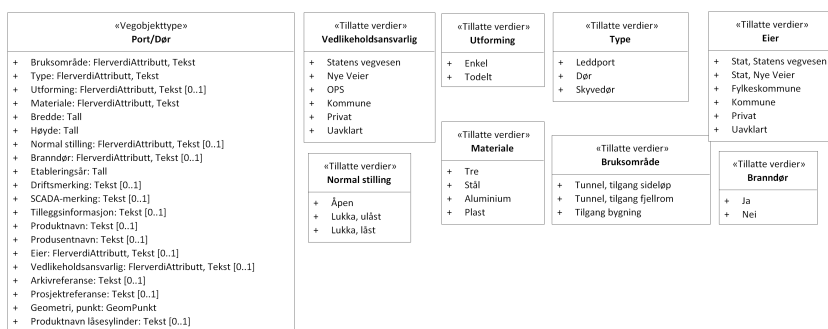 «Vegobjekttype»
Port/Dør
+ Bruksområde: FlerverdiAttributt, Tekst
+ Type: FlerverdiAttributt, Tekst
+ Utforming: FlerverdiAttributt, Tekst [0..1]
+ Materiale: FlerverdiAttributt, Tekst
+ Bredde: Tall
+ Høyde: Tall
+ Normal stilling: FlerverdiAttributt, Tekst [0..1]
+ Branndør: FlerverdiAttributt, Tekst [0..1]
+ Etableringsår: Tall
+ Driftsmerking: Tekst [0..1]
+ SCADA-merking: Tekst [0..1]
+ Tilleggsinformasjon: Tekst [0..1]
+ Produktnavn: Tekst [0..1]
+ Produsentnavn: Tekst [0..1]
+ Eier: FlerverdiAttributt, Tekst [0..1]
+ Vedlikeholdsansvarlig: FlerverdiAttributt, Tekst [0..1]
+ Arkivreferanse: Tekst [0..1]
+ Prosjektreferanse: Tekst [0..1]
+ Geometri, punkt: GeomPunkt
+ Produktnavn låsesylinder: Tekst [0..1]
«Tillatte verdier»
Vedlikeholdsansvarlig
+ Statens vegvesen
+ Nye Veier
+ OPS
+ Kommune
+ Privat
+ Uavklart
«Tillatte verdier»
Normal stilling
+ Åpen
+ Lukka, ulåst
+ Lukka, låst
«Tillatte verdier»
Utforming
+ Enkel
+ Todelt
«Tillatte verdier»
Materiale
+ Tre
+ Stål
+ Aluminium
+ Plast
«Tillatte verdier»
Type
+ Leddport
+ Dør
+ Skyvedør
«Tillatte verdier»
Bruksområde
+ Tunnel, tilgang sideløp
+ Tunnel, tilgang fjellrom
+ Tilgang bygning
«Tillatte verdier»
Eier
+ Stat, Statens vegvesen
+ Stat, Nye Veier
+ Fylkeskommune
+ Kommune
+ Privat
+ Uavklart
«Tillatte verdier»
Branndør
+ Ja
+ Nei